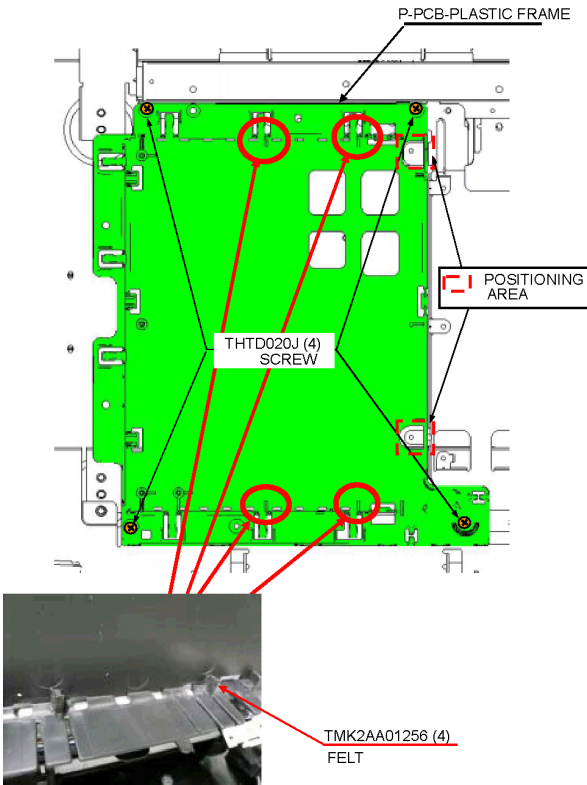 P-PCB-PLASTIC FRAME
POSITIONING
AREA
THTD020J (4)
SCREW
TMK2AA01256 (4)
FELT